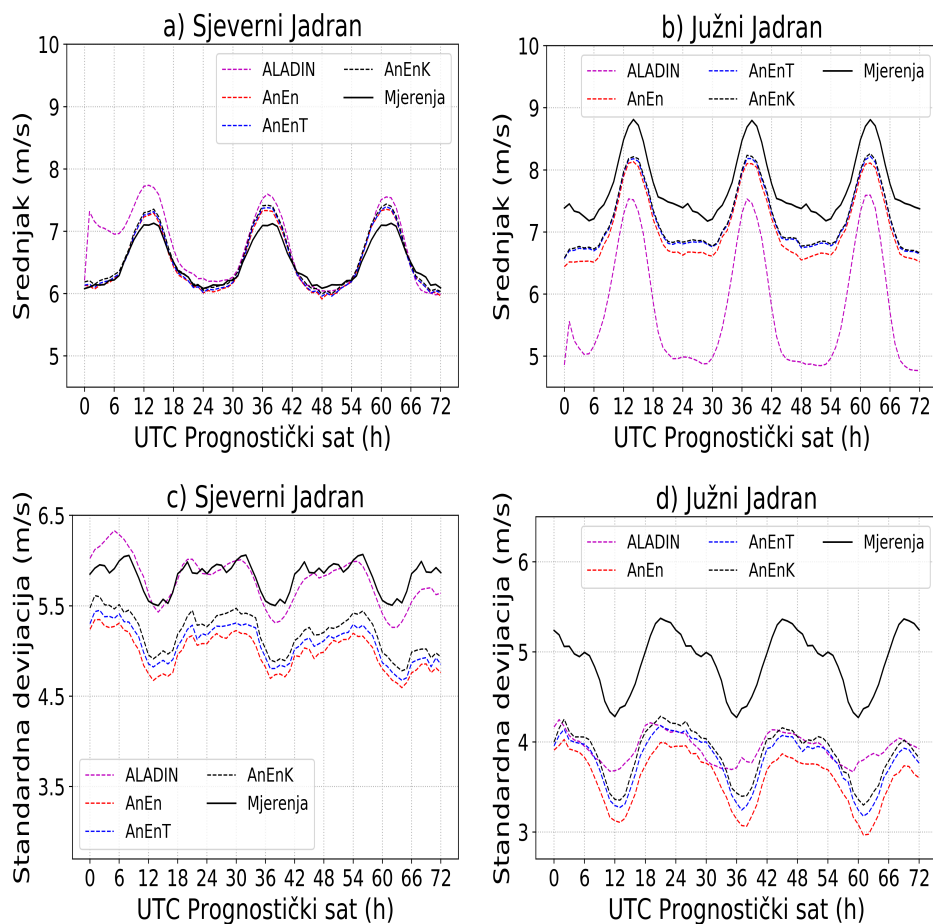 a) Sjeverni Jadran
Srednjak (m/s)
10
9
8
7
6
5
ALADIN
AnEn
AnEnT
AnEnK
Mjerenja
0 6 12 18 24 30 36 42 48 54 60 66 72
UTC Prognostički sat (h)
b) Južni Jadran
Srednjak (m/s)
10
9
8
7
6
5
ALADIN
AnEn
AnEnT
AnEnK
Mjerenja
0 6 12 18 24 30 36 42 48 54 60 66 72
UTC Prognostički sat (h)
c) Sjeverni Jadran
Standardna devijacija (m/s)
6.5
5.5
4.5
3.5
ALADIN
AnEn
AnEnT
AnEnK
Mjerenja
0 6 12 18 24 30 36 42 48 54 60 66 72
UTC Prognostički sat (h)
d) Južni Jadran
Standardna devijacija (m/s)
6
5
4
3
ALADIN
AnEn
AnEnT
AnEnK
Mjerenja
0 6 12 18 24 30 36 42 48 54 60 66 72
UTC Prognostički sat (h)